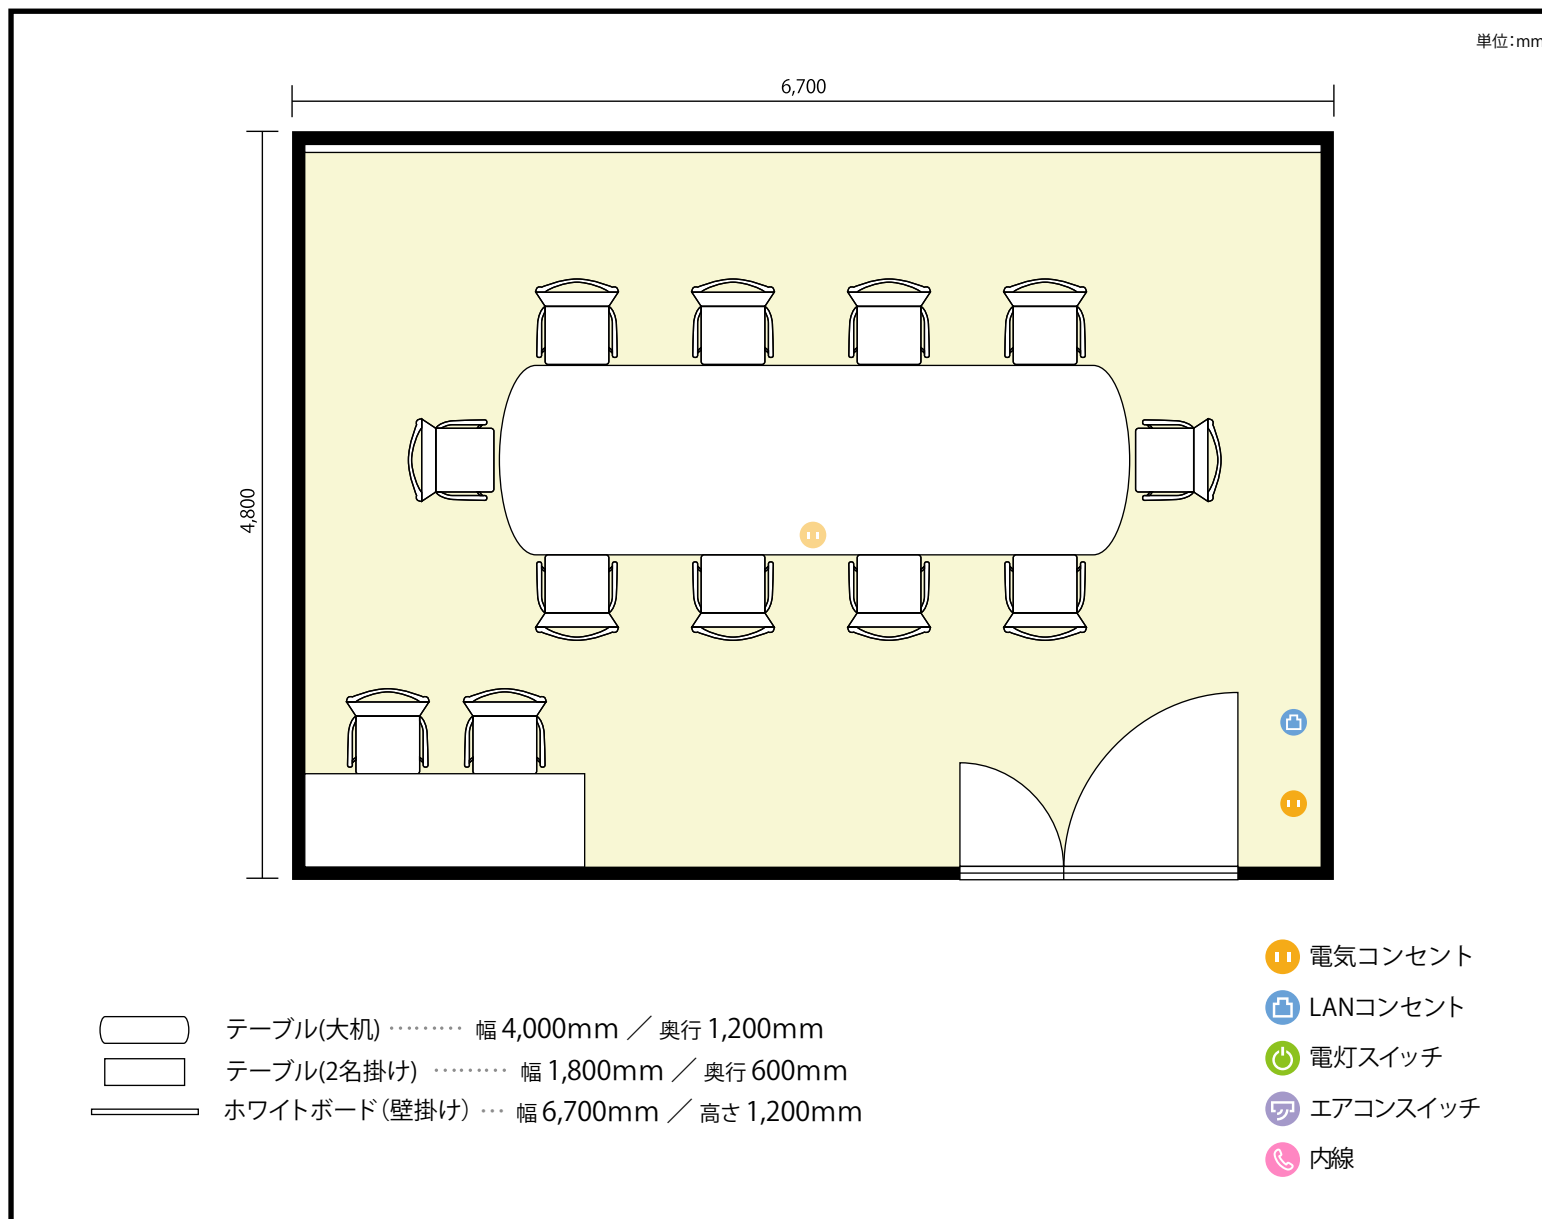 単位：mm
6,700
4,800
テーブル(大机) ‥‥‥‥‥ 幅 4,000mm ／ 奥行 1,200mm
テーブル(2名掛け) ‥‥‥‥‥ 幅 1,800mm ／ 奥行 600mm
ホワイトボード（壁掛け）… 幅 6,700mm ／ 高さ 1,200mm
電気コンセント
LANコンセント
電灯スイッチ
エアコンスイッチ
内線